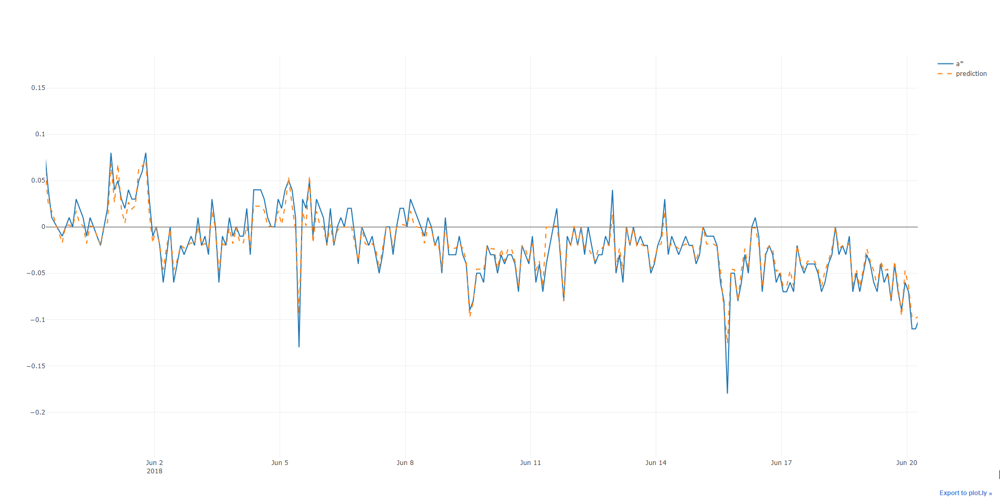 a*
prediction
0.15
0.1
0.05
0
−0.05
−0.1
−0.15
−0.2
Jun 2
2018
Jun 5
Jun 8
Jun 11
Jun 14
Jun 17
Jun 20
Export to plot.ly »